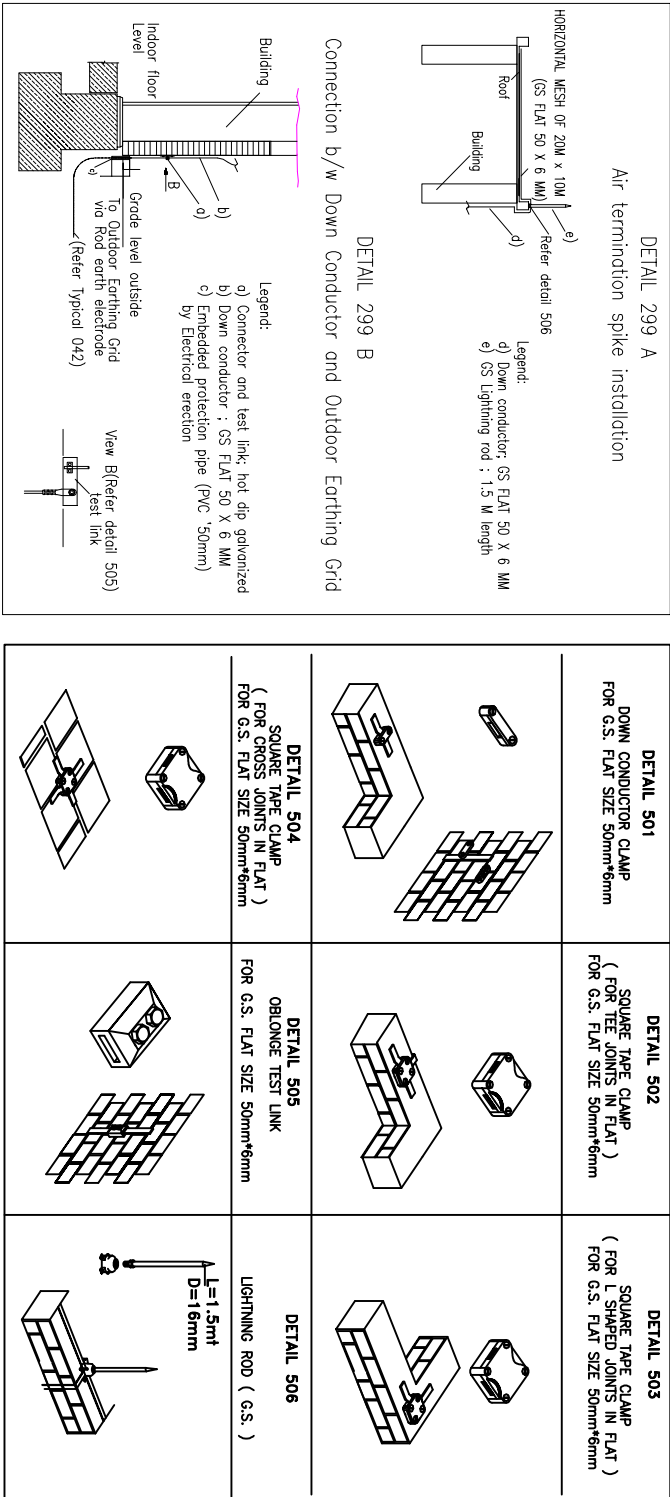 DETAIL 299 A
Air termination spike installation
HORIZONTAL MESH OF 20M x 10M
(GS FLAT 50 X 6 MM)
Roof
Building
e)
Refer detail 506
d)
Legend:
d) Down conductor; GS FLAT 50 X 6 MM
e) GS Lightning rod ; 1.5 M length
DETAIL 299 B
Connection b/w Down Conductor and Outdoor Earthing Grid
Building
Indoor floor
Level
b)
B
a)
c)
Grade level outside
To Outdoor Earthing Grid
via Rod earth electrode
(Refer Typical 042)
Legend:
a) Connector and test link; hot dip galvanized
b) Down conductor ; GS FLAT 50 X 6 MM
c) Embedded protection pipe (PVC '50mm)
by Electrical erection
View B(Refer detail 505)
test link
DETAIL 501
DOWN CONDUCTOR CLAMP
FOR G.S. FLAT SIZE 50mm*6mm
DETAIL 502
SQUARE TAPE CLAMP
( FOR TEE JOINTS IN FLAT )
FOR G.S. FLAT SIZE 50mm*6mm
DETAIL 503
SQUARE TAPE CLAMP
( FOR L SHAPED JOINTS IN FLAT )
FOR G.S. FLAT SIZE 50mm*6mm
DETAIL 504
SQUARE TAPE CLAMP
( FOR CROSS JOINTS IN FLAT )
FOR G.S. FLAT SIZE 50mm*6mm
DETAIL 505
OBLONGE TEST LINK
FOR G.S. FLAT SIZE 50mm*6mm
DETAIL 506
LIGHTNING ROD ( G.S. )
L=1.5mt
D=16mm